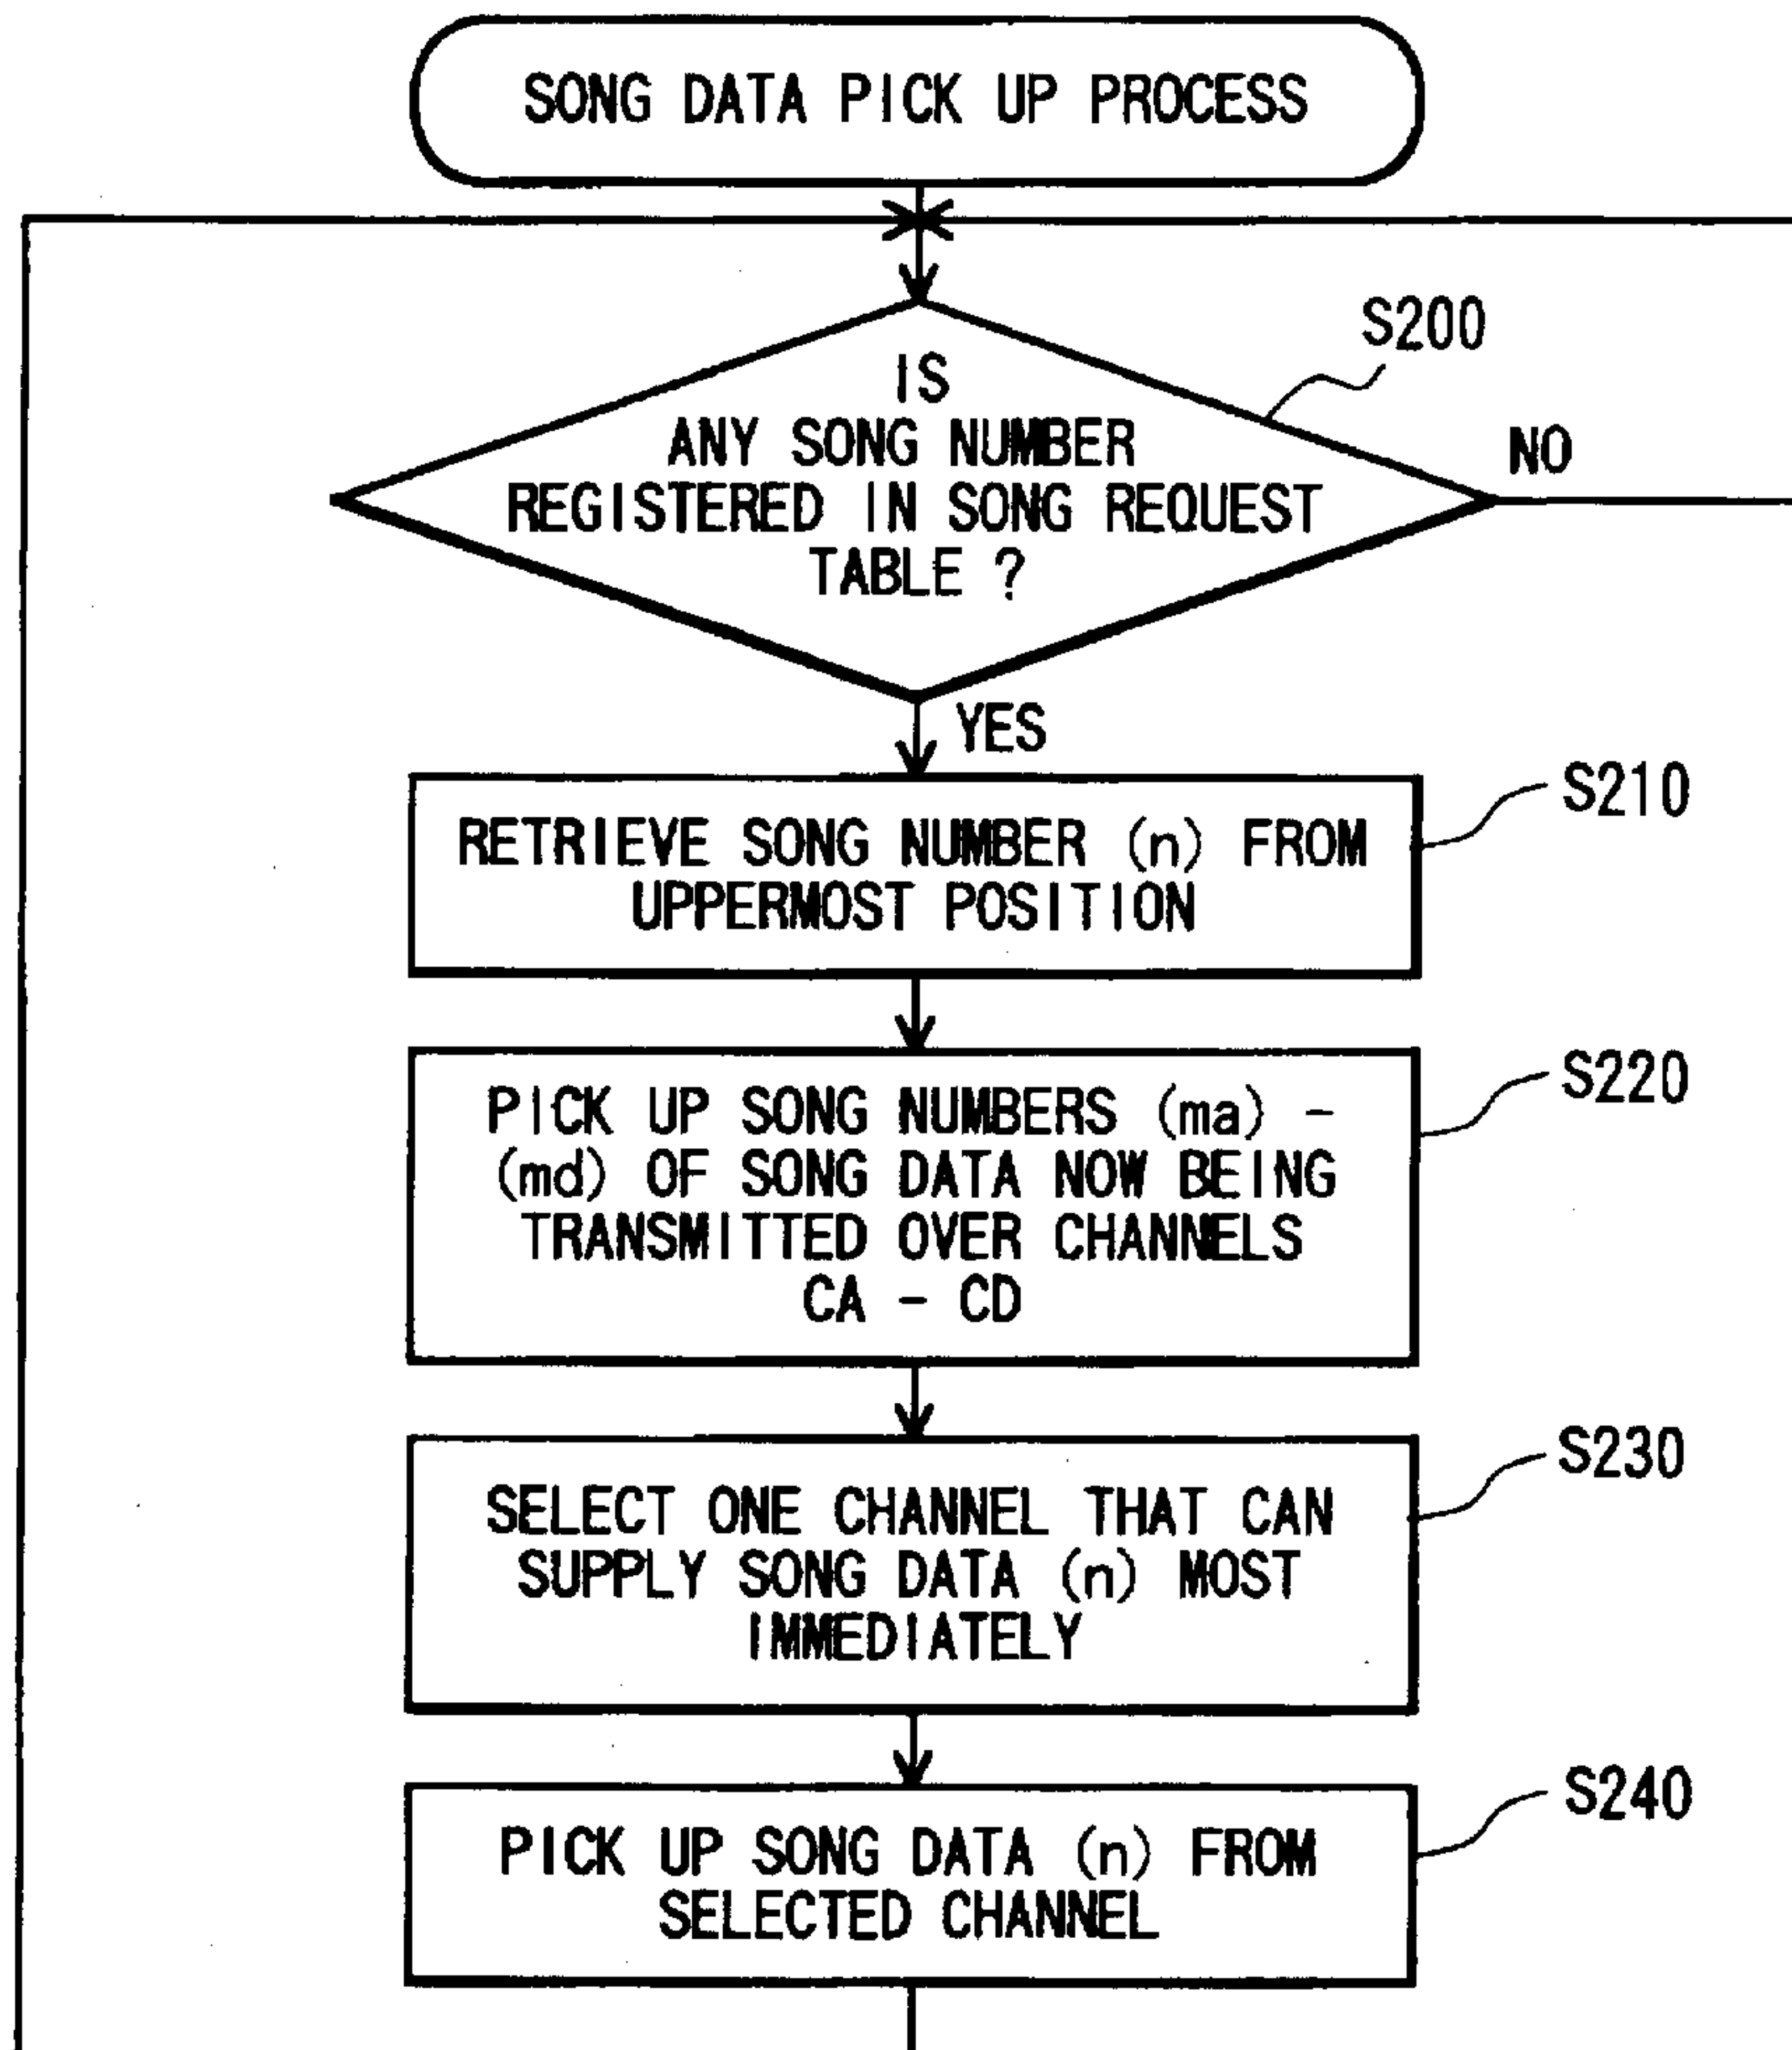 SONG DATA PICK UP PROCESS
S200
IS
ANY SONG NUMBER
REGISTERED IN SONG REQUEST
TABLE ?
NO
YES
S210
RETRIEVE SONG NUMBER (n) FROM
UPPERMOST POSITION
S220
PICK UP SONG NUMBERS (ma) -
(md) OF SONG DATA NOW BEING
TRANSMITTED OVER CHANNELS
CA - CD
S230
SELECT ONE CHANNEL THAT CAN
SUPPLY SONG DATA (n) MOST
IMMEDIATELY
S240
PICK UP SONG DATA (n) FROM
SELECTED CHANNEL